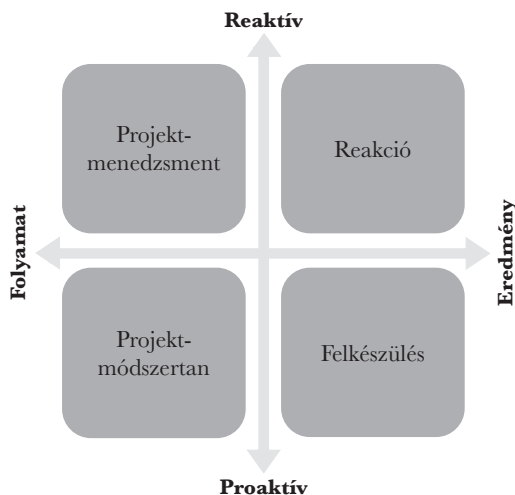 Reaktív
Projekt-
menedzsment
Reakció
Folyamat
Eredmény
Projekt-
módszertan
Felkészülés
Proaktív